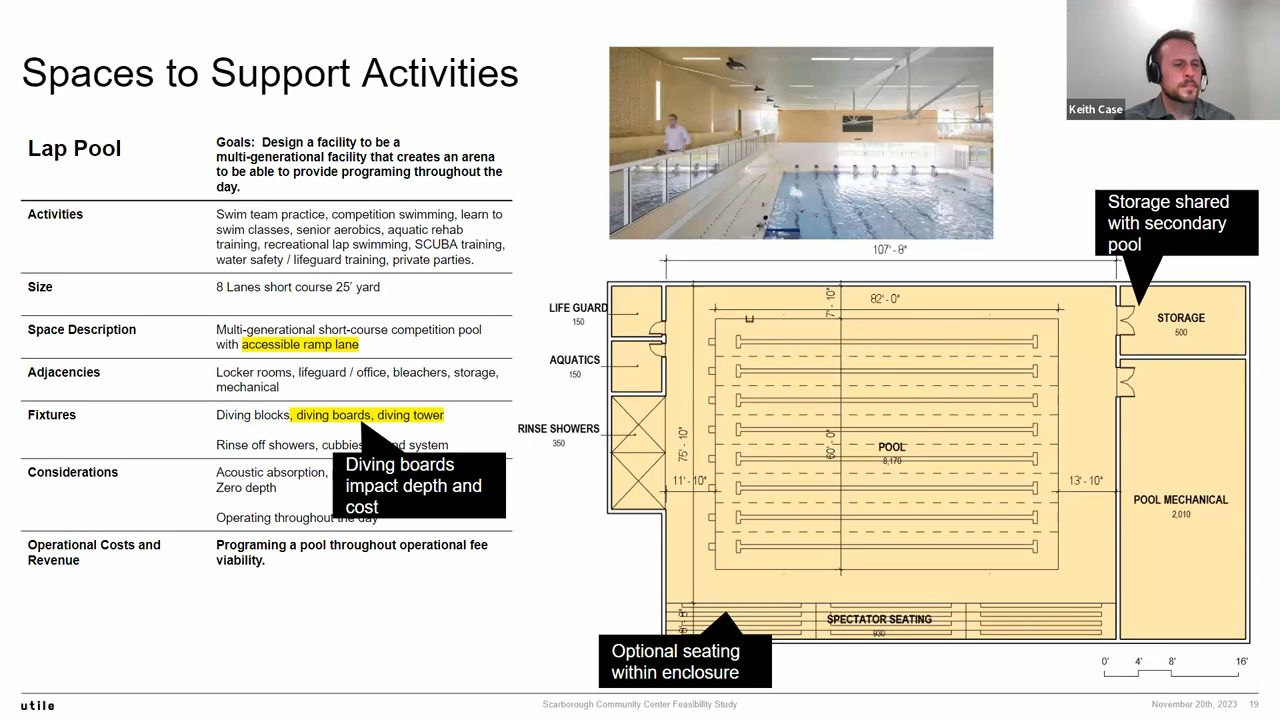 Spaces to Support Activities
Keith Case
Lap Pool
Goals: Design a facility to be a
multi-generational facility that creates an arena
to be able to provide programing throughout the
day.
Activities
Swim team practice, competition swimming, learn to
swim classes, senior aerobics, aquatic rehab
training, recreational lap swimming, SCUBA training,
water safety / lifeguard training, private parties.
Size
8 Lanes short course 25' yard
Space Description
Multi-generational short-course competition pool
with accessible ramp lane
Adjacencies
Locker rooms, lifeguard / office, bleachers, storage,
mechanical
Fixtures
Diving blocks, diving boards, diving tower
Rinse off showers, cubbies, system
Considerations
Acoustic absorption,
Zero depth
Operating throughout the day
Operational Costs and
Revenue
Programing a pool throughout operational fee
viability.
Diving boards
impact depth and
cost
Storage shared
with secondary
pool
107' - 8"
82' - 0"
7' - 10"
LIFE GUARD
150
AQUATICS
150
RINSE SHOWERS
350
75' - 10"
60' - 0"
11' - 10"
13' - 10"
POOL
8,170
STORAGE
500
POOL MECHANICAL
2,010
SPECTATOR SEATING
930
Optional seating
within enclosure
0' 4' 8' 16'
utile
Scarborough Community Center Feasibility Study
November 20th, 2023 19